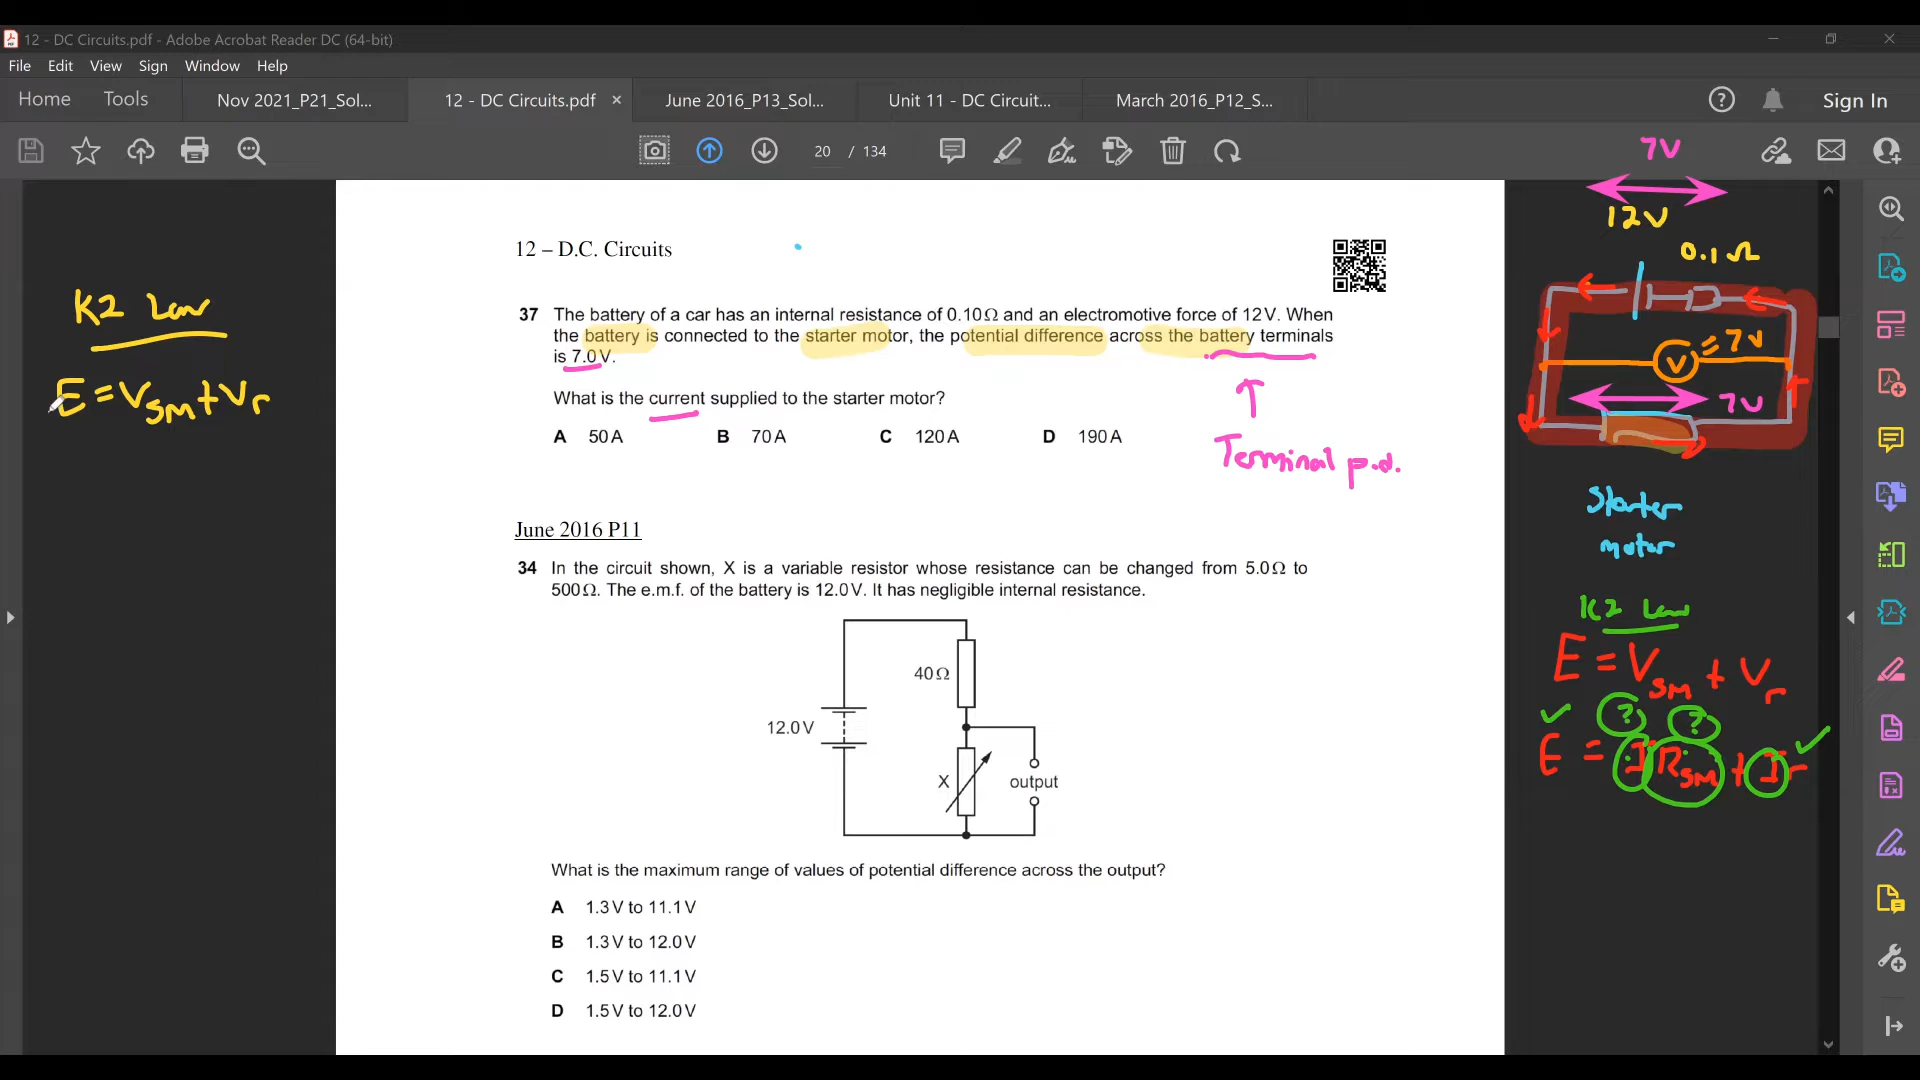 12 - DC Circuits.pdf - Adobe Acrobat Reader DC (64-bit)
File Edit View Sign Window Help
Home Tools Nov 2021_P21_Sol... 12 - DC Circuits.pdf × June 2016_P13_Sol... Unit 11 - DC Circuit... March 2016_P12_S... Sign In
20 / 134
7V
12V
0.1 Ω
12 – D.C. Circuits
37 The battery of a car has an internal resistance of 0.10Ω and an electromotive force of 12V. When
the battery is connected to the starter motor, the potential difference across the battery terminals
is 7.0V.
What is the current supplied to the starter motor?
A 50A B 70A C 120A D 190A
Terminal p.d.
K2 Law
E = VSM + Vr
V = 7V
7V
Starter
motor
June 2016 P11
34 In the circuit shown, X is a variable resistor whose resistance can be changed from 5.0Ω to
500Ω. The e.m.f. of the battery is 12.0V. It has negligible internal resistance.
40Ω
12.0V
X
output
What is the maximum range of values of potential difference across the output?
A 1.3V to 11.1V
B 1.3V to 12.0V
C 1.5V to 11.1V
D 1.5V to 12.0V
K2 Law
E = VSM + Vr
? ?
E = IRSM + Ir